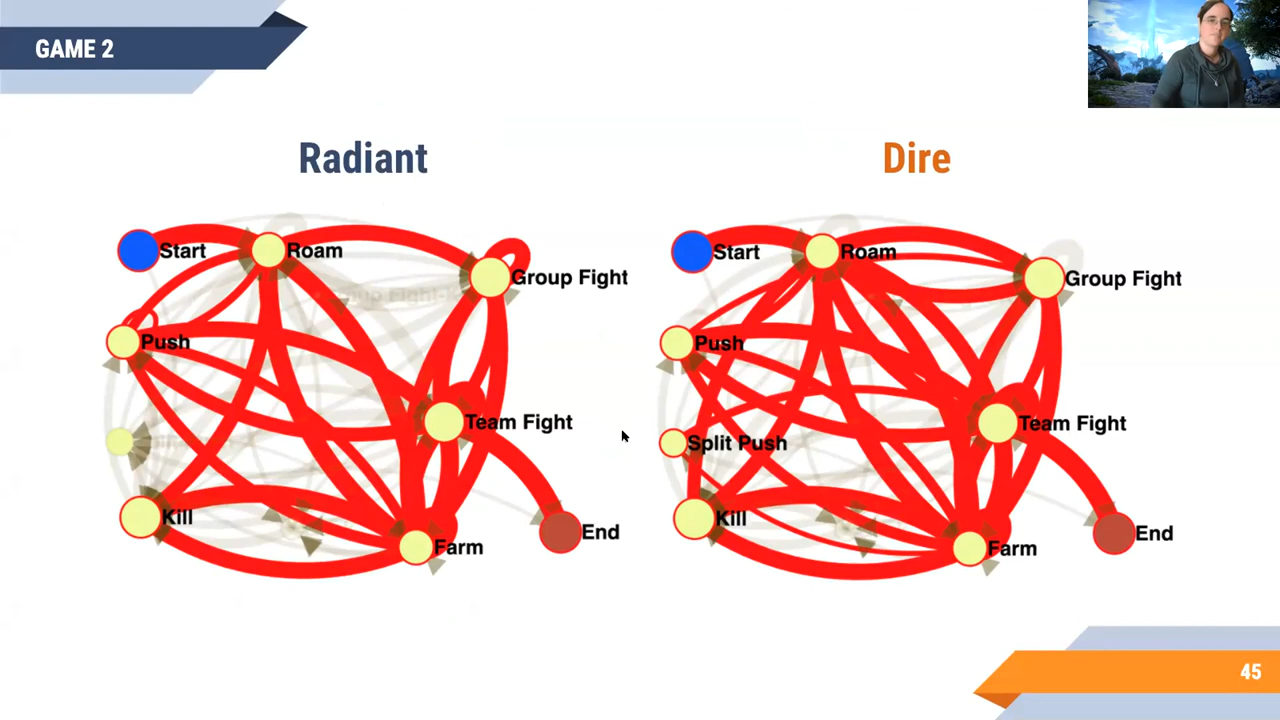 GAME 2
Radiant
Dire
Start
Roam
Group Fight
Push
Team Fight
Kill
Farm
End
Start
Roam
Group Fight
Push
Team Fight
Split Push
Kill
Farm
End
45